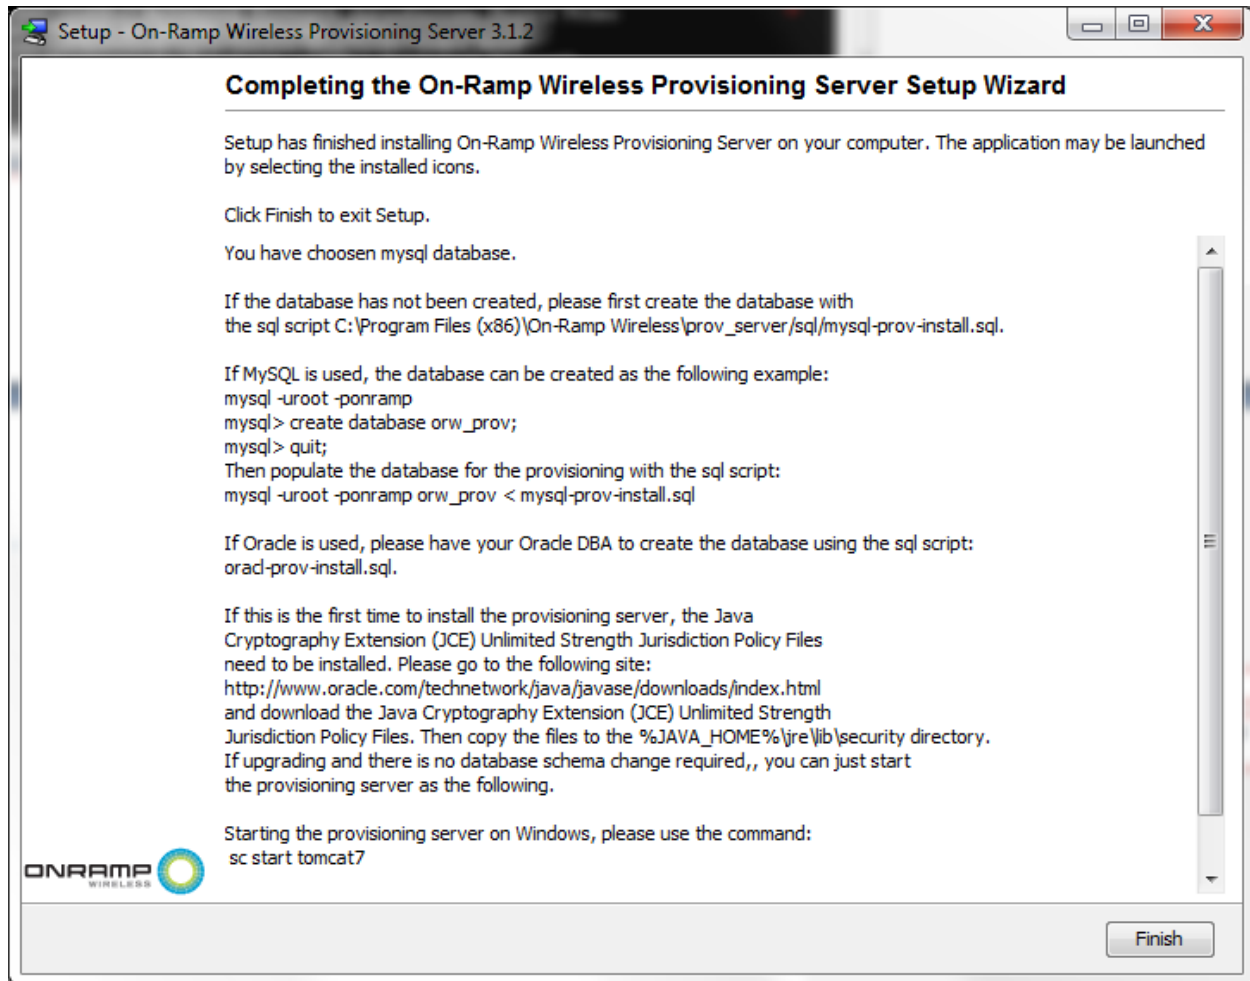 Setup - On-Ramp Wireless Provisioning Server 3.1.2
Completing the On-Ramp Wireless Provisioning Server Setup Wizard
Setup has finished installing On-Ramp Wireless Provisioning Server on your computer. The application may be launched
by selecting the installed icons.
Click Finish to exit Setup.
You have choosen mysql database.
If the database has not been created, please first create the database with
the sql script C:\Program Files (x86)\On-Ramp Wireless\prov_server/sql/mysql-prov-install.sql.
If MySQL is used, the database can be created as the following example:
mysql -uroot -ponramp
mysql> create database orw_prov;
mysql> quit;
Then populate the database for the provisioning with the sql script:
mysql -uroot -ponramp orw_prov < mysql-prov-install.sql
If Oracle is used, please have your Oracle DBA to create the database using the sql script:
oracl-prov-install.sql.
If this is the first time to install the provisioning server, the Java
Cryptography Extension (JCE) Unlimited Strength Jurisdiction Policy Files
need to be installed. Please go to the following site:
http://www.oracle.com/technetwork/java/javase/downloads/index.html
and download the Java Cryptography Extension (JCE) Unlimited Strength
Jurisdiction Policy Files. Then copy the files to the %JAVA_HOME%\jre\lib\security directory.
If upgrading and there is no database schema change required,, you can just start
the provisioning server as the following.
Starting the provisioning server on Windows, please use the command:
sc start tomcat7
ONRAMP
WIRELESS
Finish